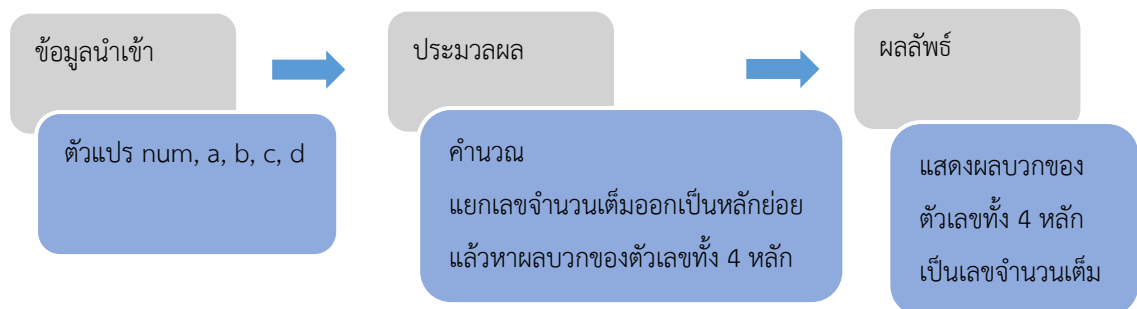 ข้อมูลนำเข้า
ตัวแปร num, a, b, c, d
ประมวลผล
คำนวณ
แยกเลขจำนวนเต็มออกเป็นหลักย่อย
แล้วหาผลบวกของตัวเลขทั้ง 4 หลัก
ผลลัพธ์
แสดงผลบวกของ
ตัวเลขทั้ง 4 หลัก
เป็นเลขจำนวนเต็ม